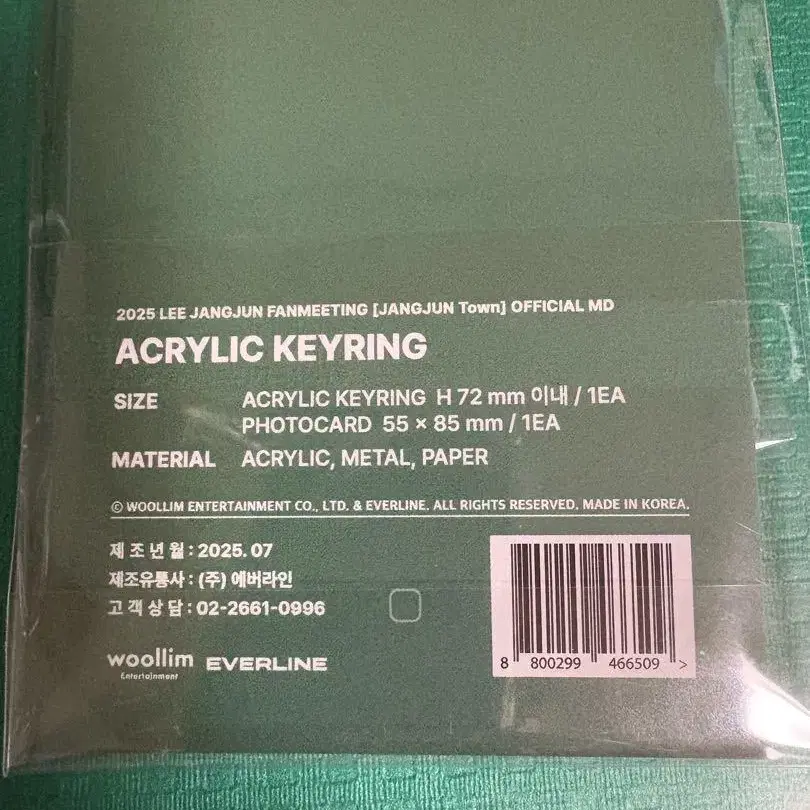 2025 LEE JANGJUN FANMEETING [JANGJUN Town] OFFICIAL MD
ACRYLIC KEYRING
SIZE ACRYLIC KEYRING H 72 mm 이내 / 1EA
PHOTOCARD 55 × 85 mm / 1EA
MATERIAL ACRYLIC, METAL, PAPER
© WOOLLIM ENTERTAINMENT CO., LTD. & EVERLINE. ALL RIGHTS RESERVED. MADE IN KOREA.
제 조 년 월 : 2025. 07
제조유통사 : (주) 에버라인
고 객 상 담 : 02-2661-0996
woollim EVERLINE
Entertainment
8 800299 466509 >